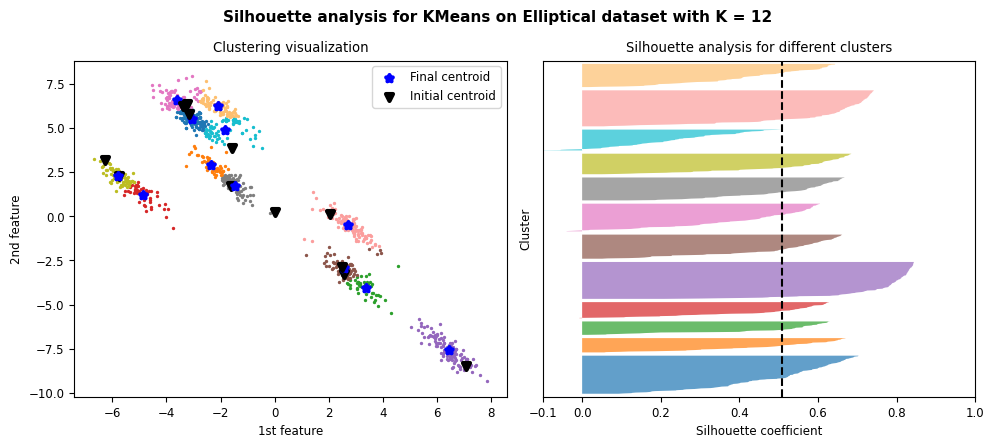 Silhouette analysis for KMeans on Elliptical dataset with K = 12
Clustering visualization
Final centroid
Initial centroid
7.5
5.0
2.5
0.0
−2.5
−5.0
−7.5
−10.0
2nd feature
−6
−4
−2
0
2
4
6
8
1st feature
Silhouette analysis for different clusters
Cluster
−0.1
0.0
0.2
0.4
0.6
0.8
1.0
Silhouette coefficient